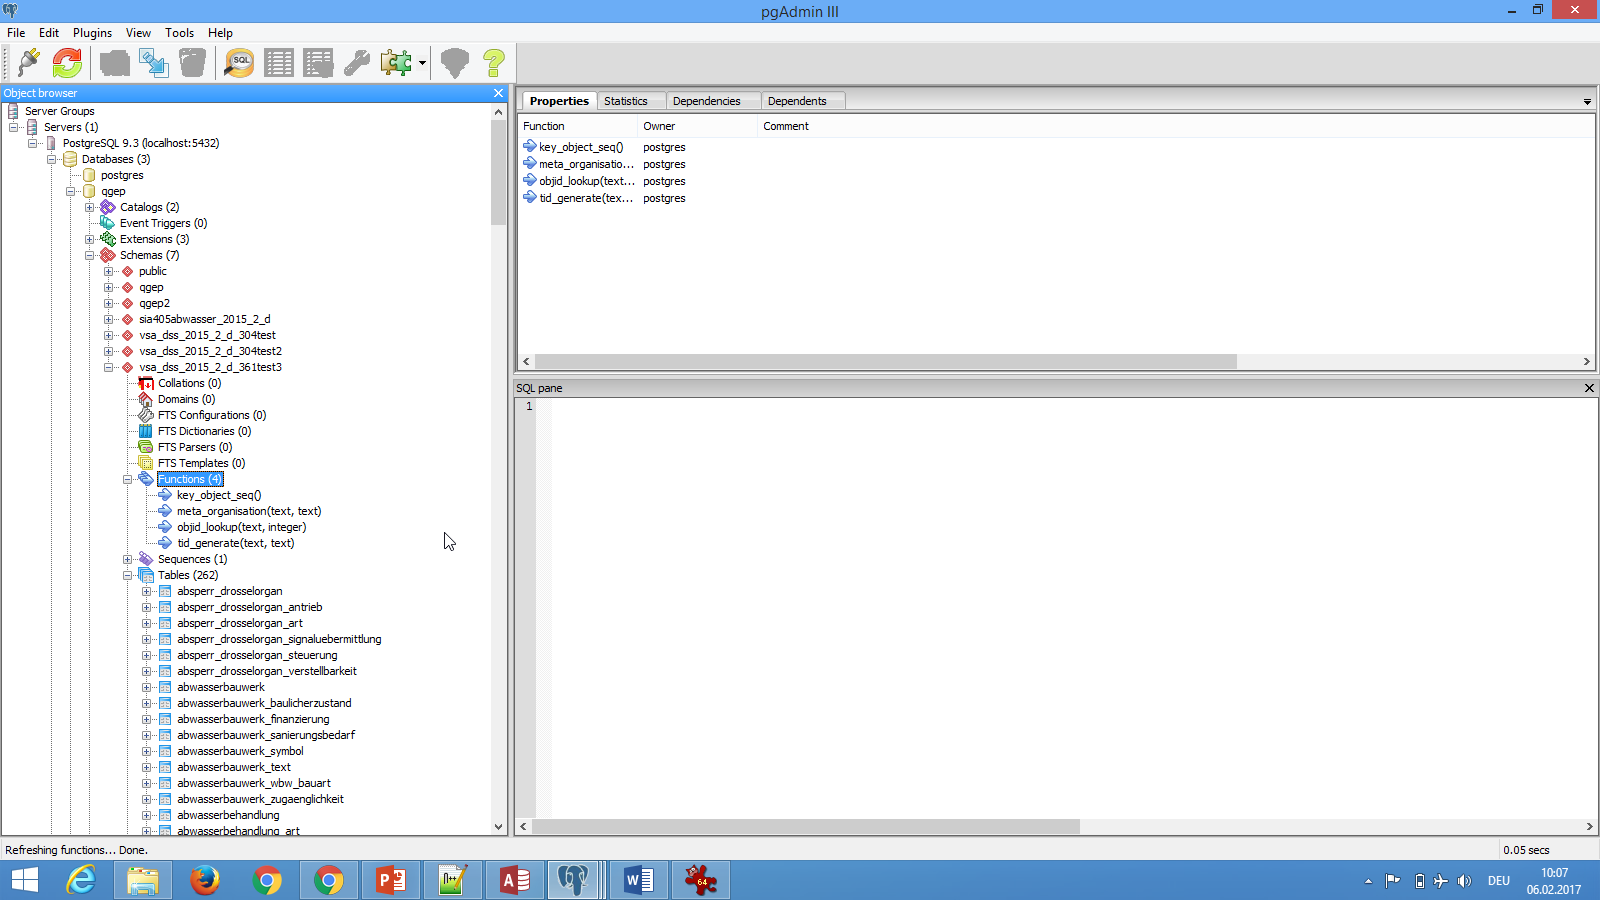 pgAdmin III
File Edit Plugins View Tools Help
SQL
Object browser
Server Groups
Servers (1)
PostgreSQL 9.3 (localhost:5432)
Databases (3)
postgres
qgep
Catalogs (2)
Event Triggers (0)
Extensions (3)
Schemas (7)
public
qgep
qgep2
sia405abwasser_2015_2_d
vsa_dss_2015_2_d_304test
vsa_dss_2015_2_d_304test2
vsa_dss_2015_2_d_361test3
Collations (0)
Domains (0)
FTS Configurations (0)
FTS Dictionaries (0)
FTS Parsers (0)
FTS Templates (0)
Functions (4)
key_object_seq()
meta_organisation(text, text)
objid_lookup(text, integer)
tid_generate(text, text)
Sequences (1)
Tables (262)
absperr_drosselorgan
absperr_drosselorgan_antrieb
absperr_drosselorgan_art
absperr_drosselorgan_signaluebermittlung
absperr_drosselorgan_steuerung
absperr_drosselorgan_verstellbarkeit
abwasserbauwerk
abwasserbauwerk_baulicherzustand
abwasserbauwerk_finanzierung
abwasserbauwerk_sanierungsbedarf
abwasserbauwerk_symbol
abwasserbauwerk_text
abwasserbauwerk_wbw_bauart
abwasserbauwerk_zugaenglichkeit
abwasserbehandlung
abwasserbehandlung_art
Properties Statistics Dependencies Dependents
Function Owner Comment
key_object_seq() postgres
meta_organisatio... postgres
objid_lookup(text... postgres
tid_generate(tex... postgres
SQL pane
1
Refreshing functions... Done.
0.05 secs
64
DEU
10:07
06.02.2017